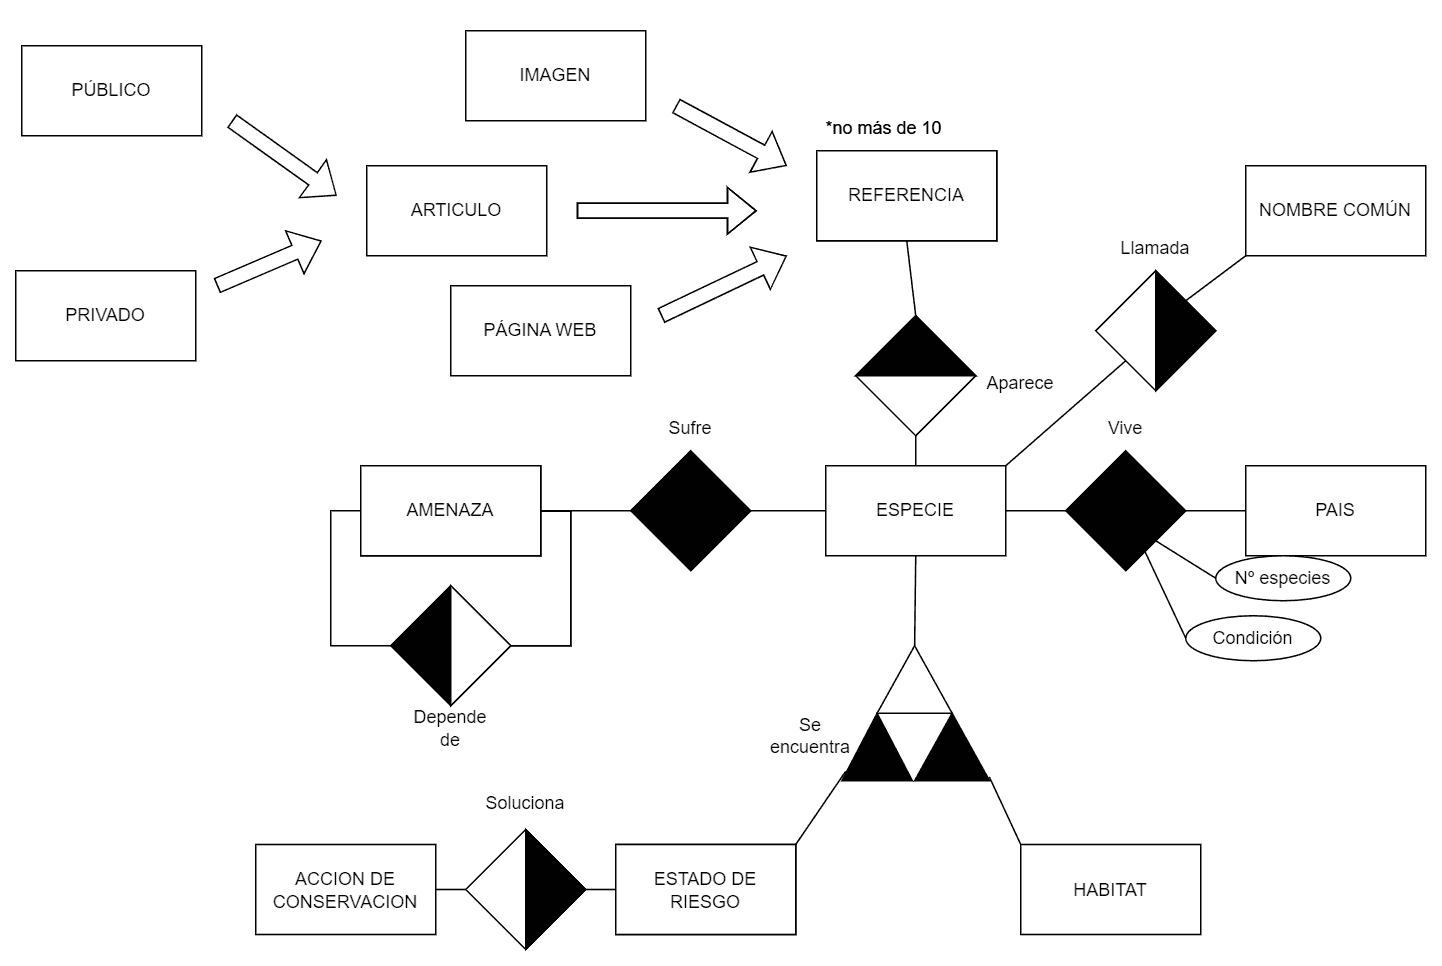 IMAGEN
PÚBLICO
*no más de 10
REFERENCIA
ARTICULO
NOMBRE COMÚN
Llamada
PRIVADO
PÁGINA WEB
Aparece
Sufre
Vive
AMENAZA
ESPECIE
PAIS
Nº especies
Condición
Depende
de
Se
encuentra
Soluciona
ACCION DE
CONSERVACION
ESTADO DE
RIESGO
HABITAT